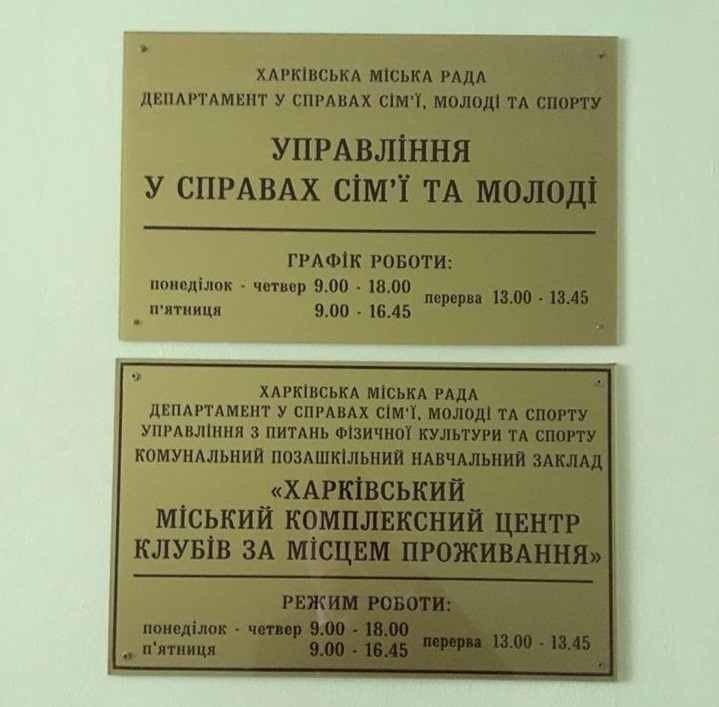 ХАРКІВСЬКА МІСЬКА РАДА
ДЕПАРТАМЕНТ У СПРАВАХ СІМ'Ї, МОЛОДІ ТА СПОРТУ
УПРАВЛІННЯ
У СПРАВАХ СІМ'Ї ТА МОЛОДІ
ГРАФІК РОБОТИ:
понеділок - четвер 9.00 - 18.00
перерва 13.00 - 13.45
п'ятниця 9.00 - 16.45
ХАРКІВСЬКА МІСЬКА РАДА
ДЕПАРТАМЕНТ У СПРАВАХ СІМ'Ї, МОЛОДІ ТА СПОРТУ
УПРАВЛІННЯ З ПИТАНЬ ФІЗИЧНОЇ КУЛЬТУРИ ТА СПОРТУ
КОМУНАЛЬНИЙ ПОЗАШКІЛЬНИЙ НАВЧАЛЬНИЙ ЗАКЛАД
«ХАРКІВСЬКИЙ
МІСЬКИЙ КОМПЛЕКСНИЙ ЦЕНТР
КЛУБІВ ЗА МІСЦЕМ ПРОЖИВАННЯ»
РЕЖИМ РОБОТИ:
понеділок - четвер 9.00 - 18.00
перерва 13.00 - 13.45
п'ятниця 9.00 - 16.45